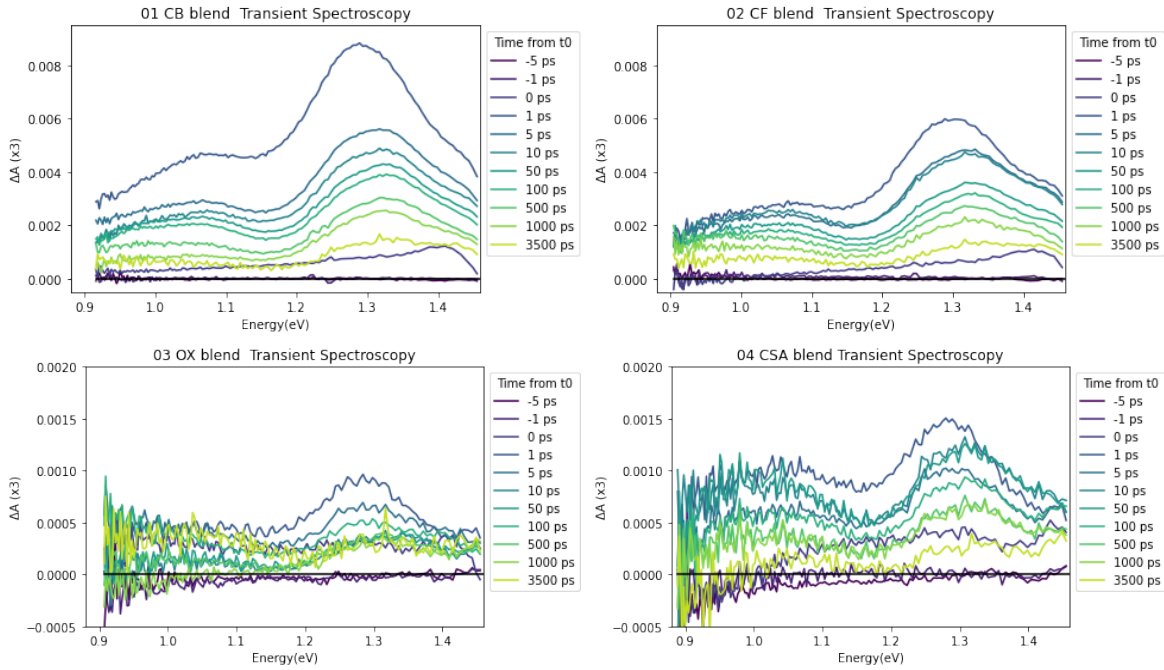 01 CB blend  Transient Spectroscopy
ΔA (x3)
0.008
0.006
0.004
0.002
0.000
0.9 1.0 1.1 1.2 1.3 1.4
Energy(eV)
Time from t0
-5 ps
-1 ps
0 ps
1 ps
5 ps
10 ps
50 ps
100 ps
500 ps
1000 ps
3500 ps
02 CF blend  Transient Spectroscopy
ΔA (x3)
0.008
0.006
0.004
0.002
0.000
0.9 1.0 1.1 1.2 1.3 1.4
Energy(eV)
Time from t0
-5 ps
-1 ps
0 ps
1 ps
5 ps
10 ps
50 ps
100 ps
500 ps
1000 ps
3500 ps
03 OX blend  Transient Spectroscopy
ΔA (x3)
0.0020
0.0015
0.0010
0.0005
0.0000
−0.0005
0.9 1.0 1.1 1.2 1.3 1.4
Energy(eV)
Time from t0
-5 ps
-1 ps
0 ps
1 ps
5 ps
10 ps
50 ps
100 ps
500 ps
1000 ps
3500 ps
04 CSA blend  Transient Spectroscopy
ΔA (x3)
0.0020
0.0015
0.0010
0.0005
0.0000
−0.0005
0.9 1.0 1.1 1.2 1.3 1.4
Energy(eV)
Time from t0
-5 ps
-1 ps
0 ps
1 ps
5 ps
10 ps
50 ps
100 ps
500 ps
1000 ps
3500 ps